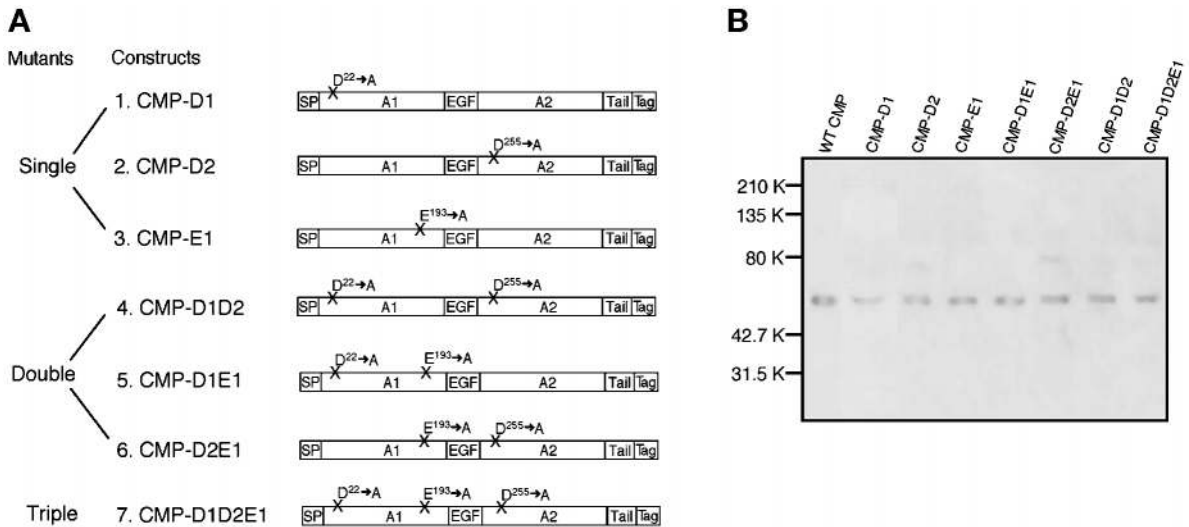 A
Mutants Constructs
Single
1. CMP-D1
D22→A
SP A1 EGF A2 Tail Tag
2. CMP-D2
D255→A
SP A1 EGF A2 Tail Tag
3. CMP-E1
E193→A
SP A1 EGF A2 Tail Tag
Double
4. CMP-D1D2
D22→A D255→A
SP A1 EGF A2 Tail Tag
5. CMP-D1E1
D22→A E193→A
SP A1 EGF A2 Tail Tag
6. CMP-D2E1
E193→A D255→A
SP A1 EGF A2 Tail Tag
Triple
7. CMP-D1D2E1
D22→A E193→A D255→A
SP A1 EGF A2 Tail Tag
B
WT CMP
CMP-D1
CMP-D2
CMP-E1
CMP-D1E1
CMP-D2E1
CMP-D1D2
CMP-D1D2E1
210 K
135 K
80 K
42.7 K
31.5 K